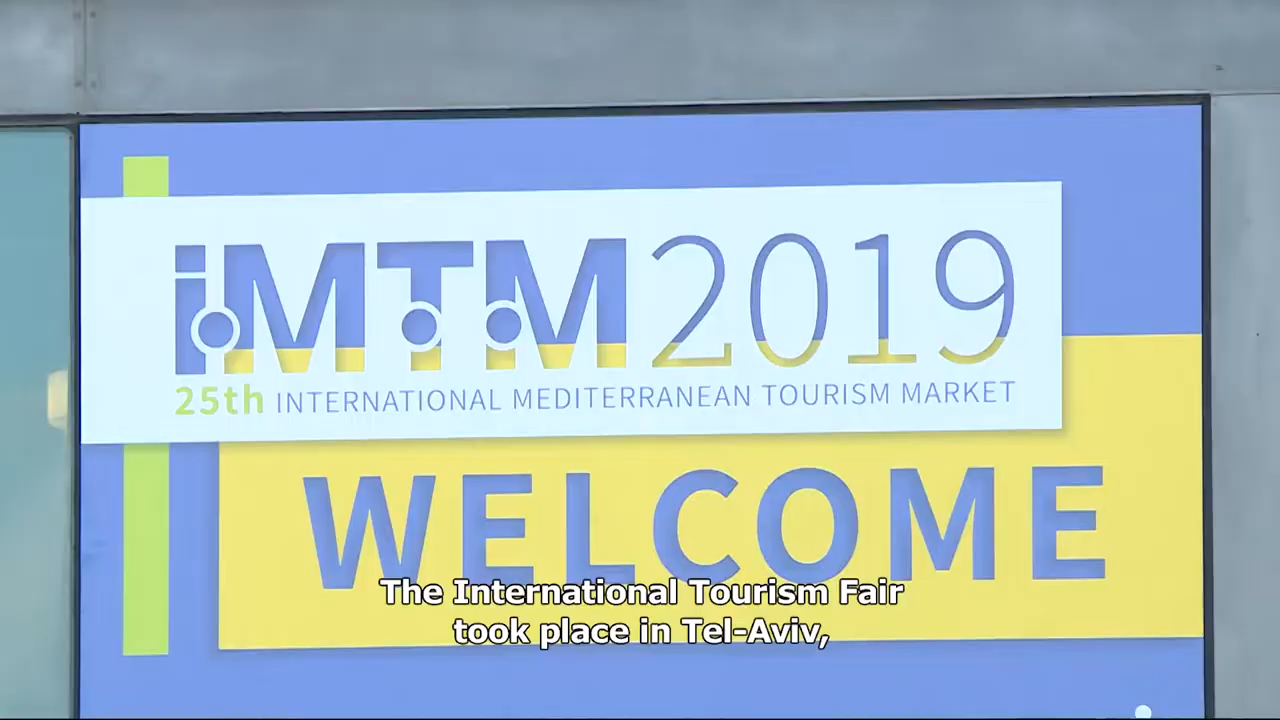 iMTM2019
25th INTERNATIONAL MEDITERRANEAN TOURISM MARKET
WELCOME
The International Tourism Fair
took place in Tel-Aviv,